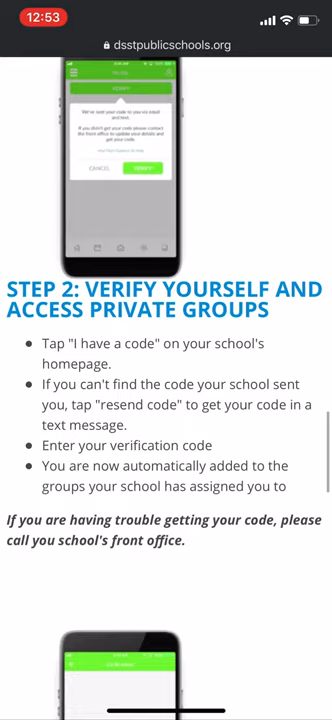 12:53
dsstpublicschools.org
VERIFY
We've sent your code to you via email
and text.
If you didn't get your code please contact
the front office to update your details and
get your code.
CANCEL
VERIFY
STEP 2: VERIFY YOURSELF AND
ACCESS PRIVATE GROUPS
Tap "I have a code" on your school's
homepage.
If you can't find the code your school sent
you, tap "resend code" to get your code in a
text message.
Enter your verification code
You are now automatically added to the
groups your school has assigned you to
If you are having trouble getting your code, please
call you school's front office.